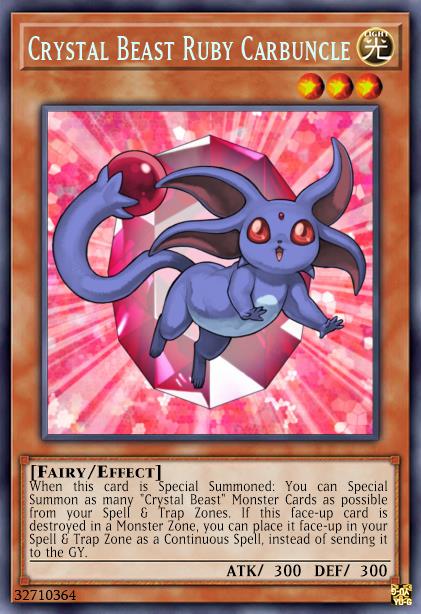 CRYSTAL BEAST RUBY CARBUNCLE
LIGHT
光
[FAIRY/EFFECT]
When this card is Special Summoned: You can Special
Summon as many "Crystal Beast" Monster Cards as possible
from your Spell & Trap Zones. If this face-up card is
destroyed in a Monster Zone, you can place it face-up in your
Spell & Trap Zone as a Continuous Spell, instead of sending it
to the GY.
ATK/ 300 DEF/ 300
32710364